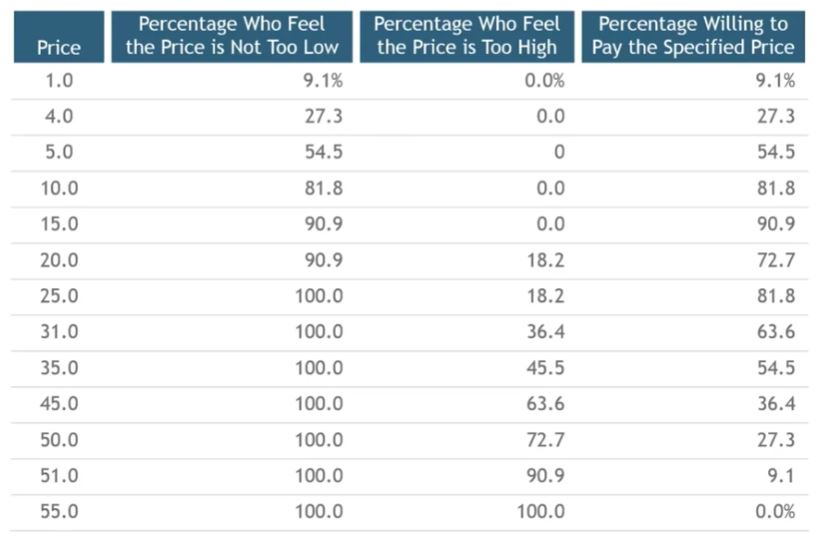 Price Percentage Who Feel the Price is Not Too Low Percentage Who Feel the Price is Too High Percentage Willing to Pay the Specified Price
1.0 9.1% 0.0% 9.1%
4.0 27.3 0.0 27.3
5.0 54.5 0 54.5
10.0 81.8 0.0 81.8
15.0 90.9 0.0 90.9
20.0 90.9 18.2 72.7
25.0 100.0 18.2 81.8
31.0 100.0 36.4 63.6
35.0 100.0 45.5 54.5
45.0 100.0 63.6 36.4
50.0 100.0 72.7 27.3
51.0 100.0 90.9 9.1
55.0 100.0 100.0 0.0%